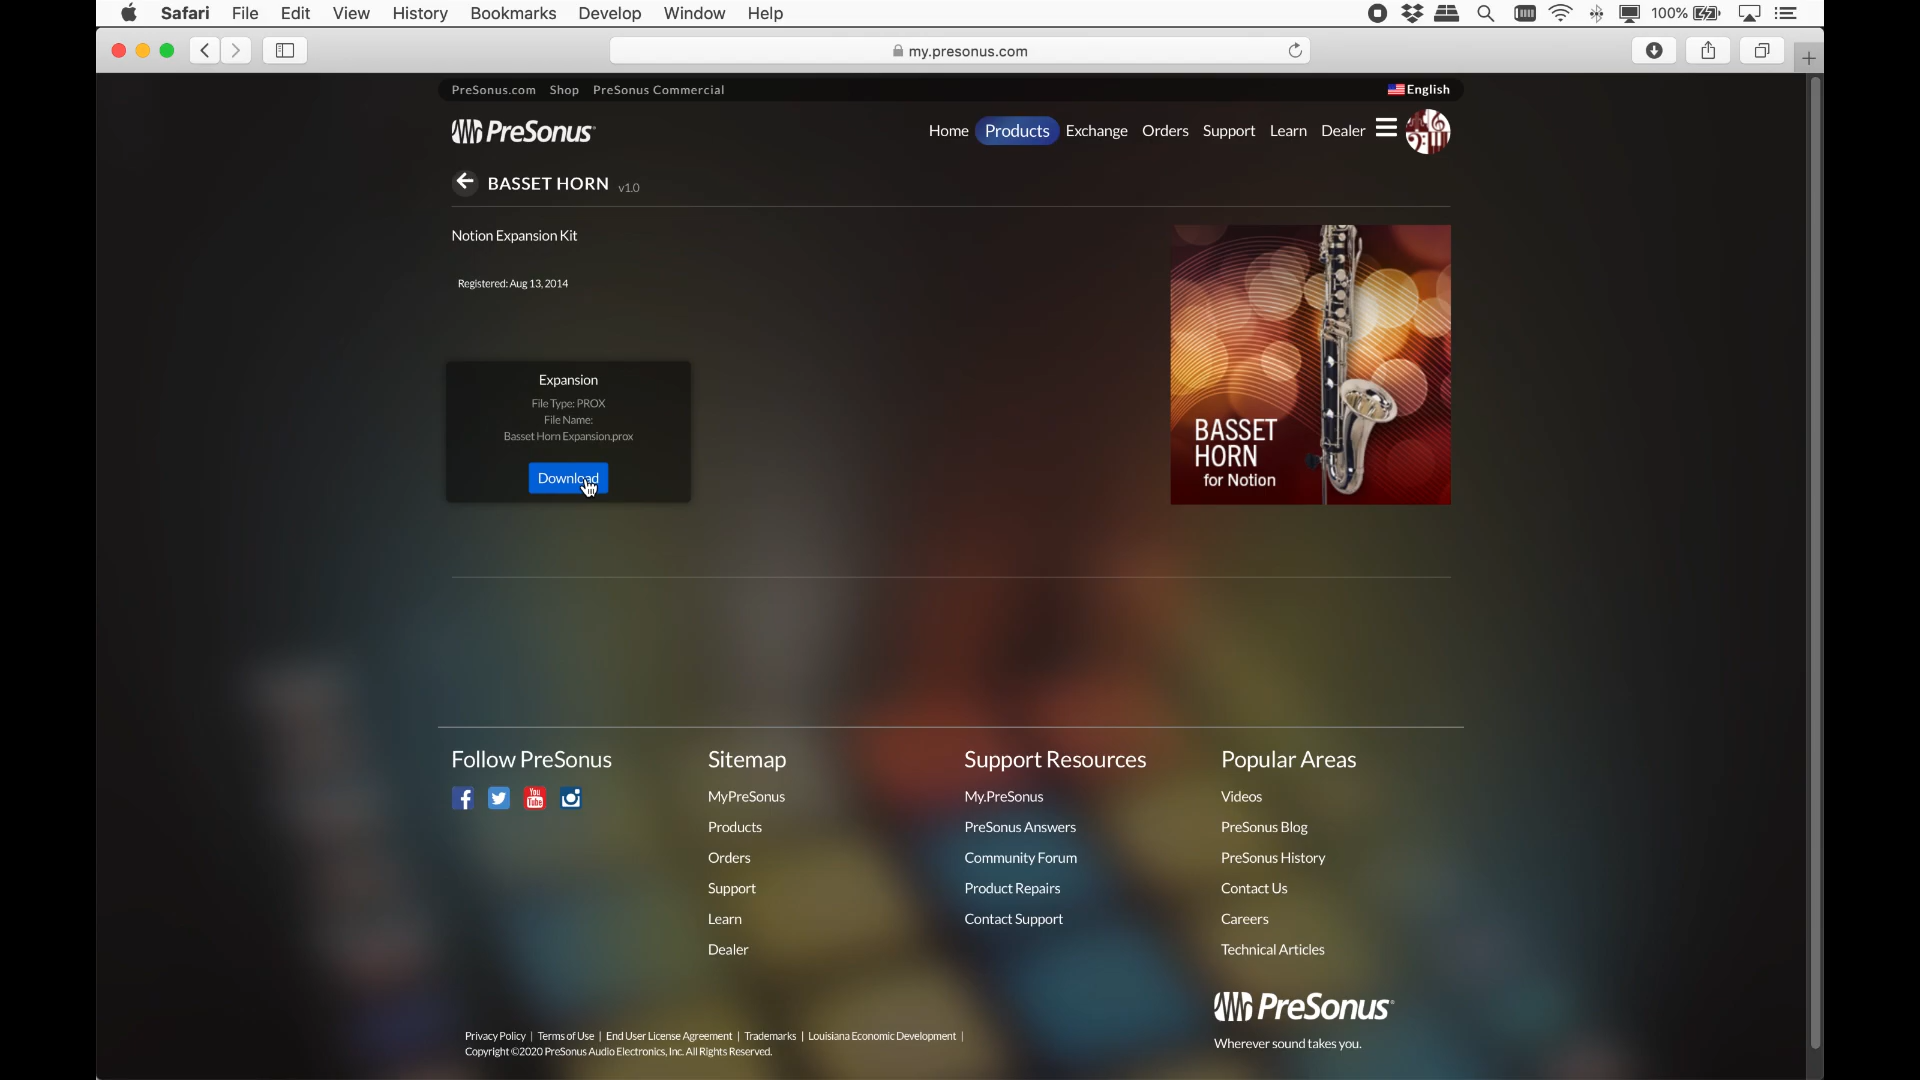 Safari File Edit View History Bookmarks Develop Window Help 100%
my.presonus.com
PreSonus.com Shop PreSonus Commercial English
PreSonus Home Products Exchange Orders Support Learn Dealer
BASSET HORN v1.0
Notion Expansion Kit
Registered: Aug 13, 2014
Expansion
File Type: PROX
File Name:
Basset Horn Expansion.prox
Download
BASSET
HORN
for Notion
Follow PreSonus Sitemap Support Resources Popular Areas
You
Tube
MyPreSonus My.PreSonus Videos
Products PreSonus Answers PreSonus Blog
Orders Community Forum PreSonus History
Support Product Repairs Contact Us
Learn Contact Support Careers
Dealer Technical Articles
PreSonus
Privacy Policy | Terms of Use | End User License Agreement | Trademarks | Louisiana Economic Development |
Wherever sound takes you.
Copyright ©2020 PreSonus Audio Electronics, Inc. All Rights Reserved.